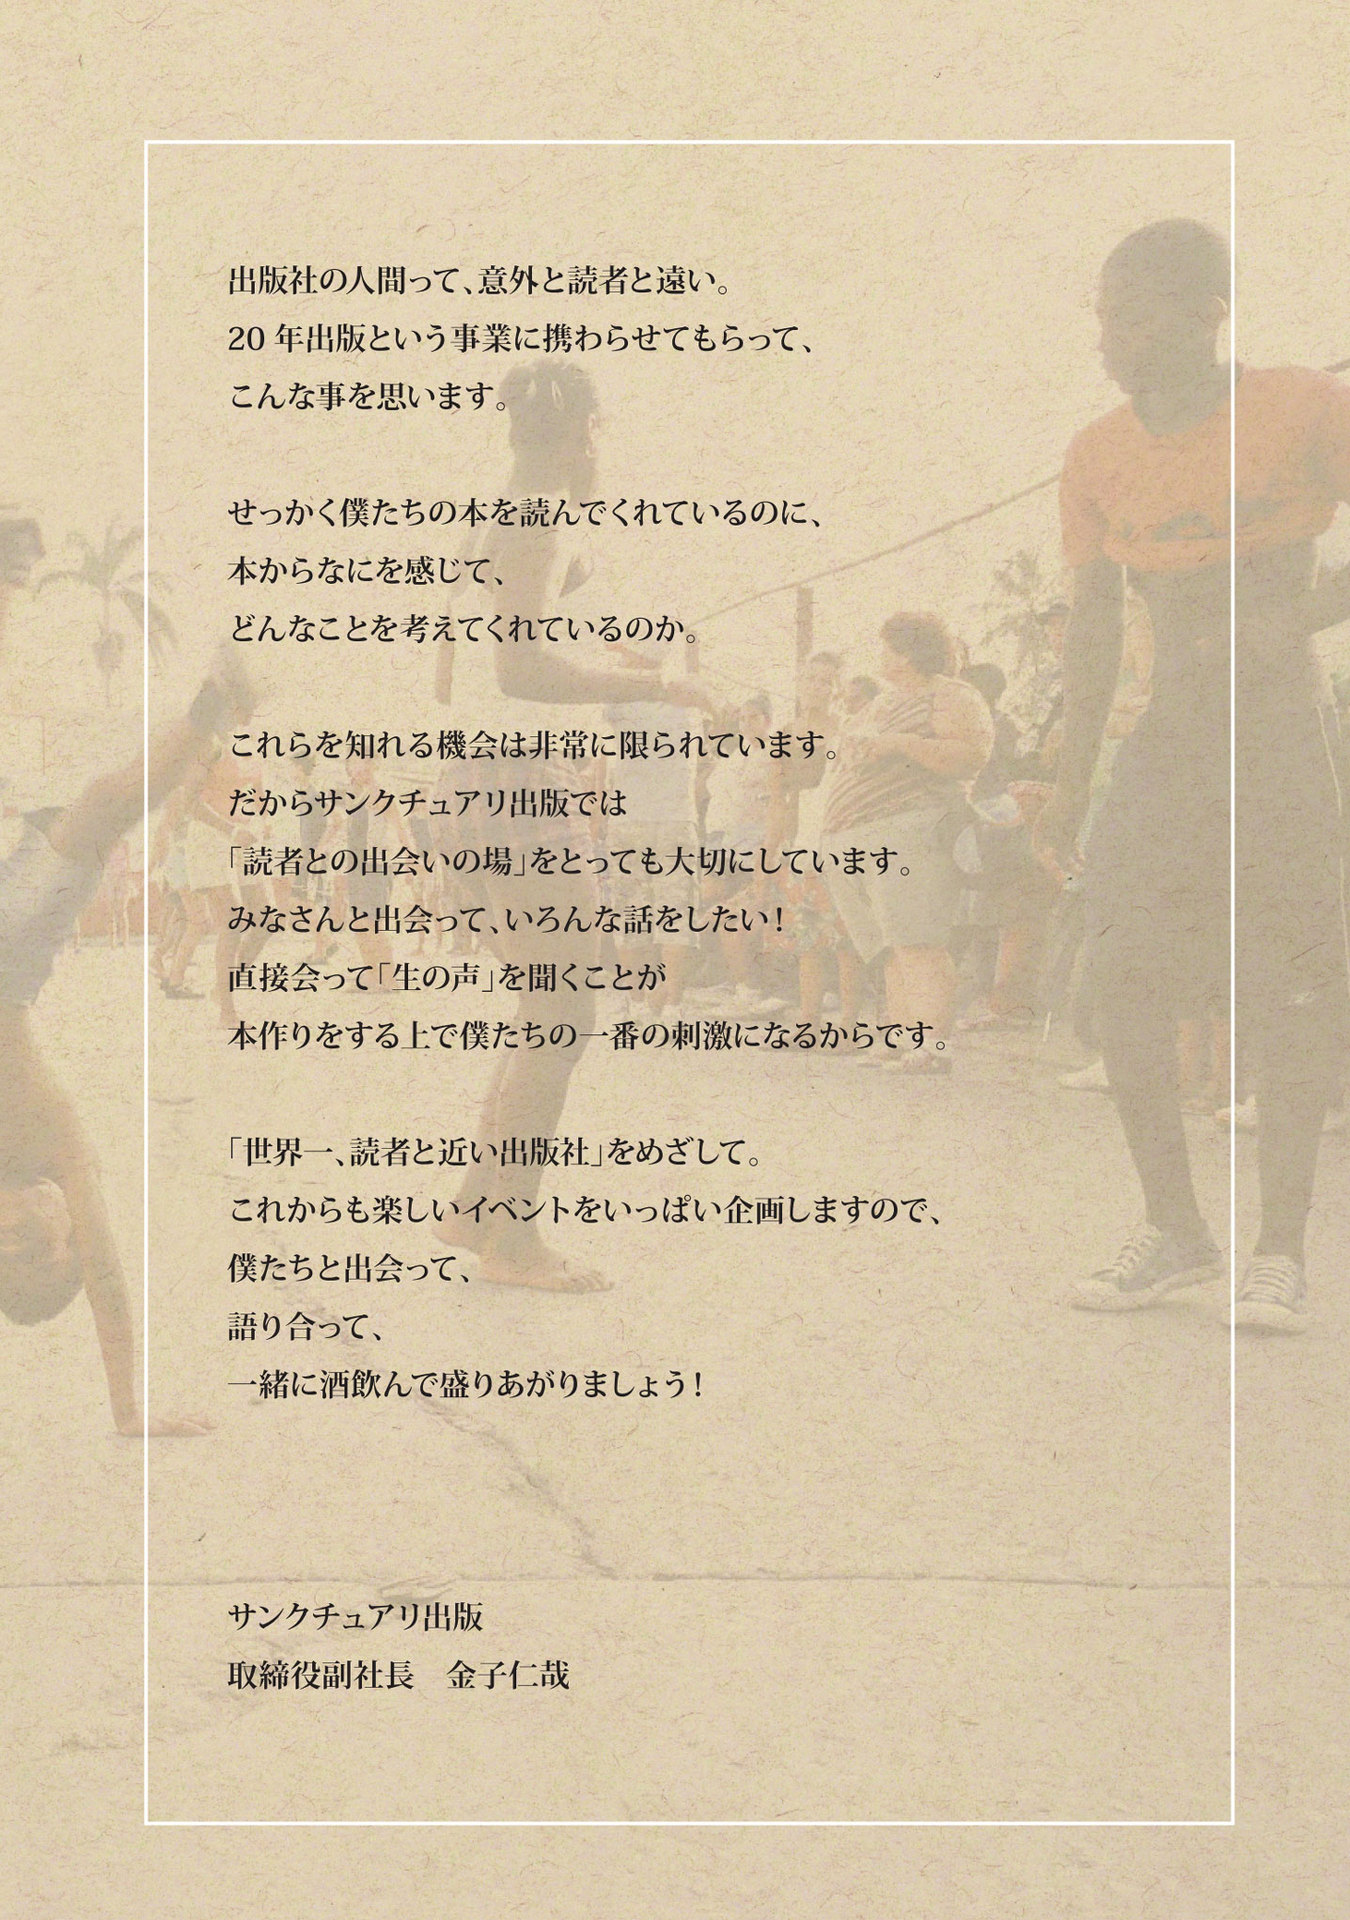 出版社の人間って、意外と読者と遠い。
20 年出版という事業に携わらせてもらって、
こんな事を思います。
せっかく僕たちの本を読んでくれているのに、
本からなにを感じて、
どんなことを考えてくれているのか。
これらを知れる機会は非常に限られています。
だからサンクチュアリ出版では
「読者との出会いの場」をとっても大切にしています。
みなさんと出会って、いろんな話をしたい！
直接会って「生の声」を聞くことが
本作りをする上で僕たちの一番の刺激になるからです。
「世界一、読者と近い出版社」をめざして。
これからも楽しいイベントをいっぱい企画しますので、
僕たちと出会って、
語り合って、
一緒に酒飲んで盛りあがりましょう！
サンクチュアリ出版
取締役副社長　金子仁哉